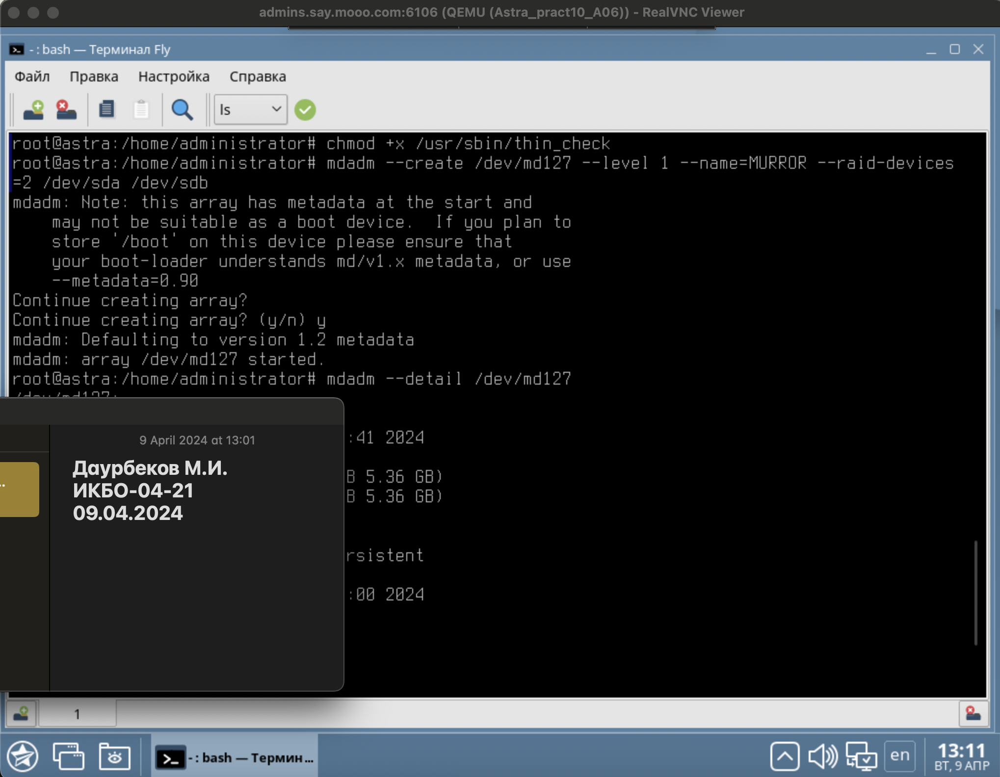 admins.say.mooo.com:6106 (QEMU (Astra_pract10_A06)) - RealVNC Viewer
- : bash — Терминал Fly
Файл Правка Настройка Справка
ls
root@astra:/home/administrator# chmod +x /usr/sbin/thin_check
root@astra:/home/administrator# mdadm --create /dev/md127 --level 1 --name=MURROR --raid-devices
=2 /dev/sda /dev/sdb
mdadm: Note: this array has metadata at the start and
may not be suitable as a boot device.  If you plan to
store '/boot' on this device please ensure that
your boot-loader understands md/v1.x metadata, or use
--metadata=0.90
Continue creating array?
Continue creating array? (y/n) y
mdadm: Defaulting to version 1.2 metadata
mdadm: array /dev/md127 started.
root@astra:/home/administrator# mdadm --detail /dev/md127
/dev/md127:
:41 2024
B 5.36 GB)
B 5.36 GB)
rsistent
:00 2024
9 April 2024 at 13:01
Даурбеков М.И.
ИКБО-04-21
09.04.2024
1
- : bash — Термин...
en
13:11
ВТ, 9 АПР